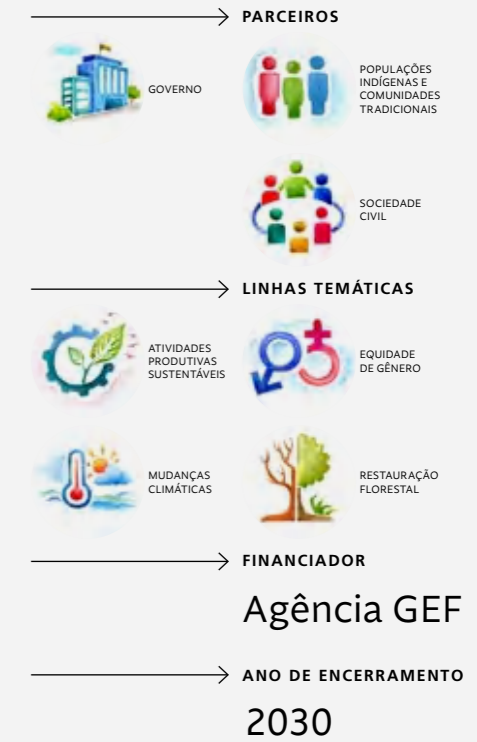 PARCEIROS
GOVERNO
POPULAÇÕES
INDÍGENAS E
COMUNIDADES
TRADICIONAIS
SOCIEDADE
CIVIL
LINHAS TEMÁTICAS
ATIVIDADES
PRODUTIVAS
SUSTENTÁVEIS
EQUIDADE
DE GÊNERO
MUDANÇAS
CLIMÁTICAS
RESTAURAÇÃO
FLORESTAL
FINANCIADOR
Agência GEF
ANO DE ENCERRAMENTO
2030